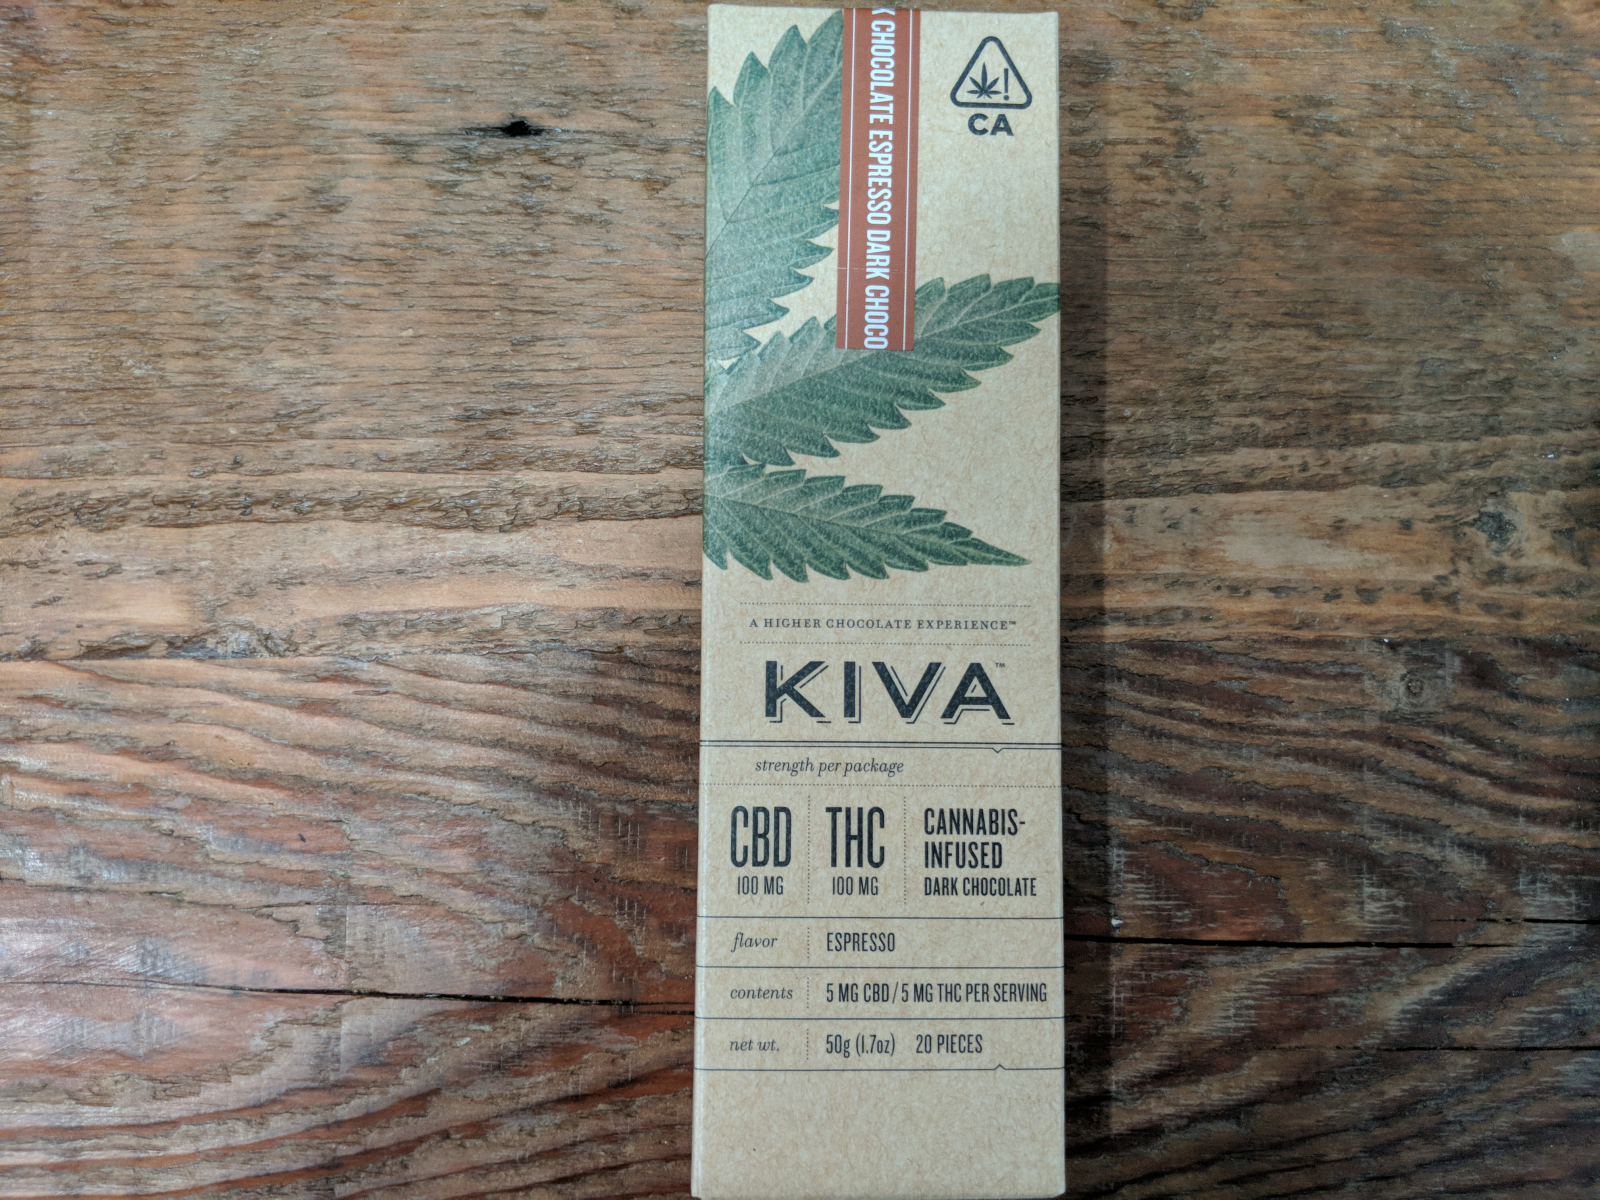 CHOCOLATE ESPRESSO DARK CHOCO
CA
A HIGHER CHOCOLATE EXPERIENCE™
KIVA™
strength per package
CBD
100 MG
THC
100 MG
CANNABIS-
INFUSED
DARK CHOCOLATE
flavor ESPRESSO
contents 5 MG CBD/5 MG THC PER SERVING
net wt. 50g (1.7oz) 20 PIECES